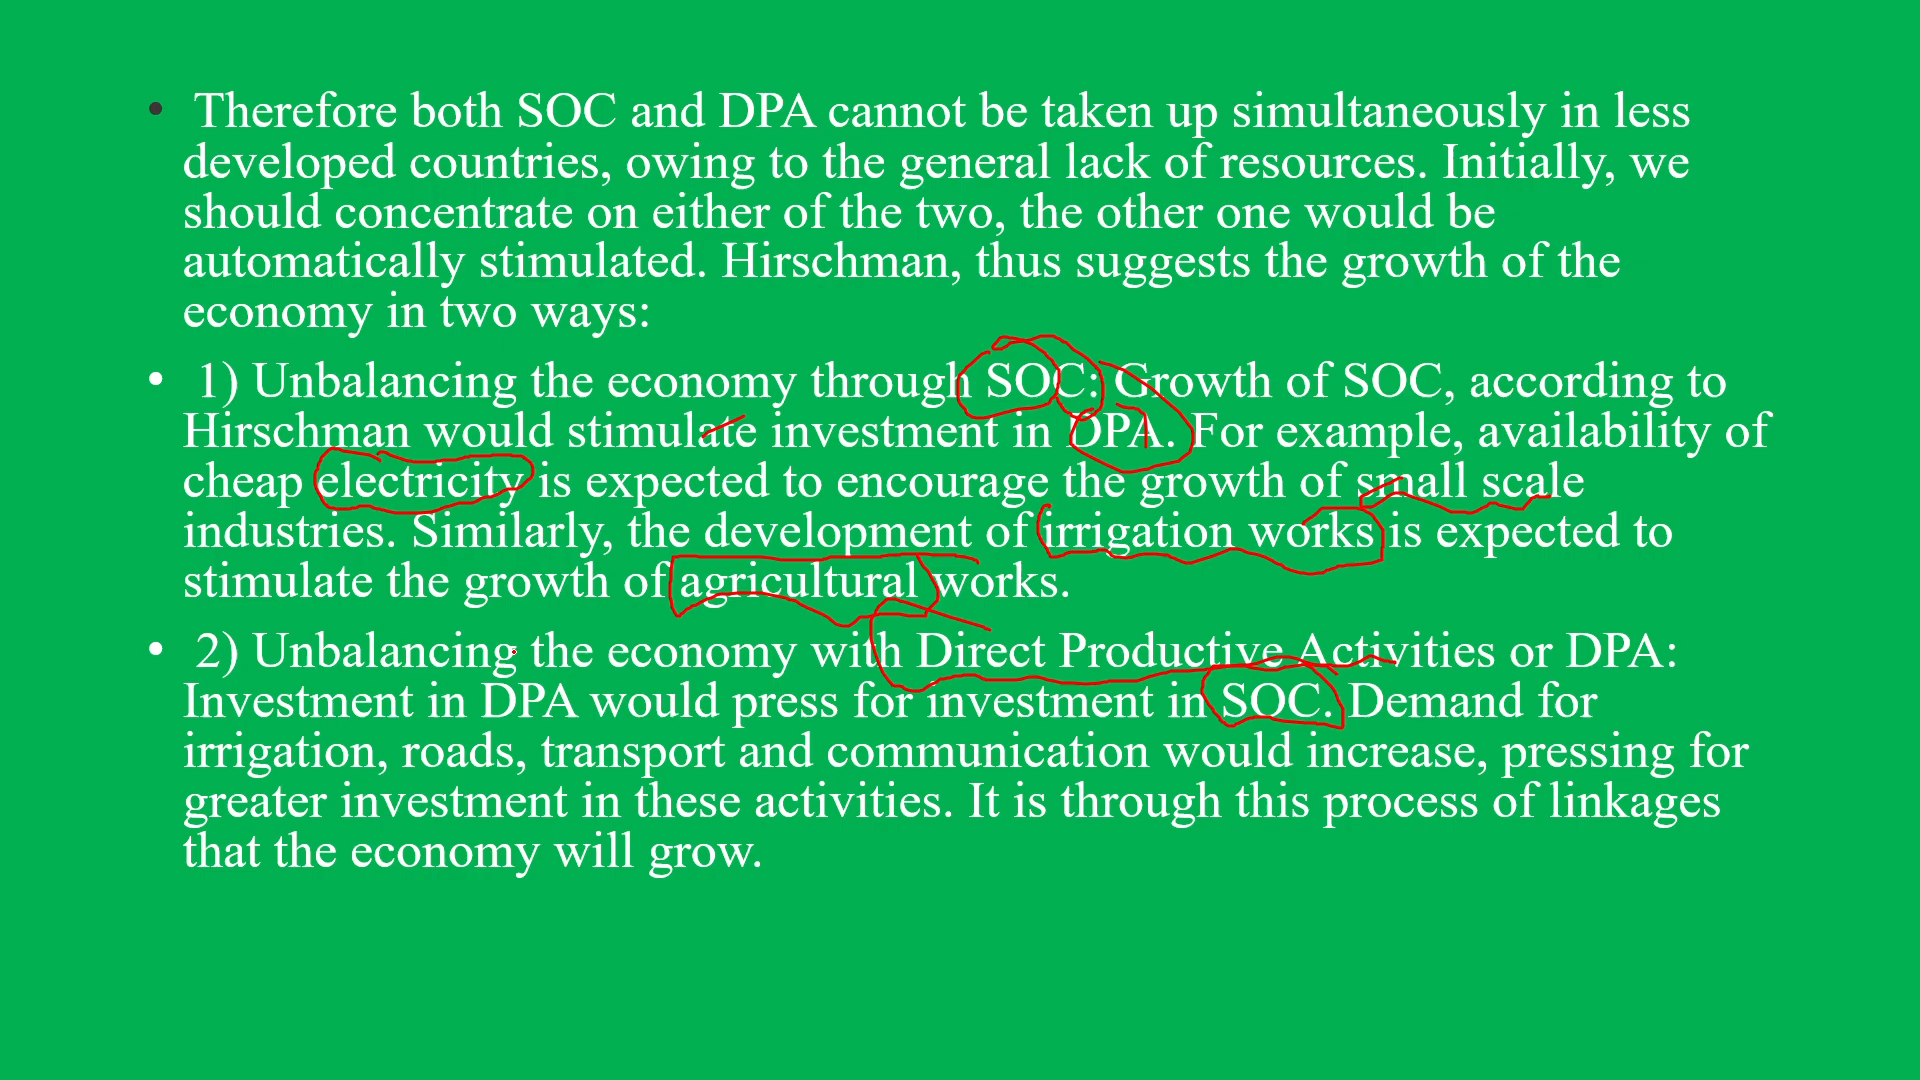 • Therefore both SOC and DPA cannot be taken up simultaneously in less
developed countries, owing to the general lack of resources. Initially, we
should concentrate on either of the two, the other one would be
automatically stimulated. Hirschman, thus suggests the growth of the
economy in two ways:
• 1) Unbalancing the economy through SOC: Growth of SOC, according to
Hirschman would stimulate investment in DPA. For example, availability of
cheap electricity is expected to encourage the growth of small scale
industries. Similarly, the development of irrigation works is expected to
stimulate the growth of agricultural works.
• 2) Unbalancing the economy with Direct Productive Activities or DPA:
Investment in DPA would press for investment in SOC. Demand for
irrigation, roads, transport and communication would increase, pressing for
greater investment in these activities. It is through this process of linkages
that the economy will grow.